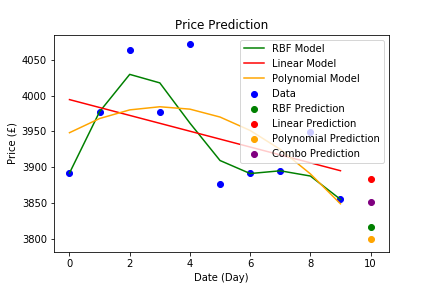 Price Prediction
Price (£)
4050
4000
3950
3900
3850
3800
RBF Model
Linear Model
Polynomial Model
Data
RBF Prediction
Linear Prediction
Polynomial Prediction
Combo Prediction
0
2
4
6
8
10
Date (Day)